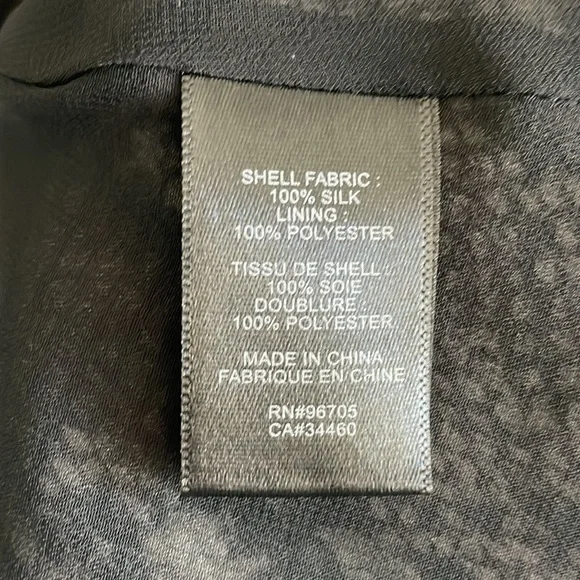 SHELL FABRIC :
100% SILK
LINING :
100% POLYESTER
TISSU DE SHELL :
100% SOIE
DOUBLURE :
100% POLYESTER
MADE IN CHINA
FABRIQUE EN CHINE
RN#96705
CA#34460